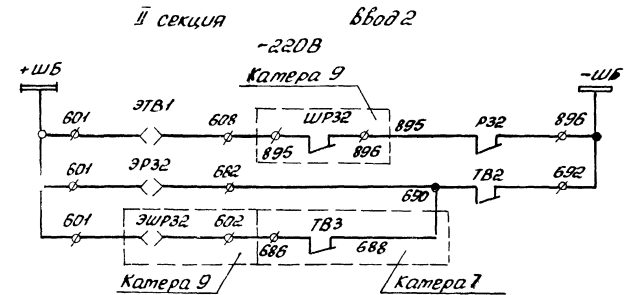 II секция Ввод 2
~220В
+ШБ -ШБ
Камера 9
601 ЭТВ1 608 ШРЗ2 895 РЗ2 896
895 896
601 ЭРЗ2 682 ТВ2 692
690
601 ЭШРЗ2 602 ТВ3
686 688
Камера 9 Камера 7